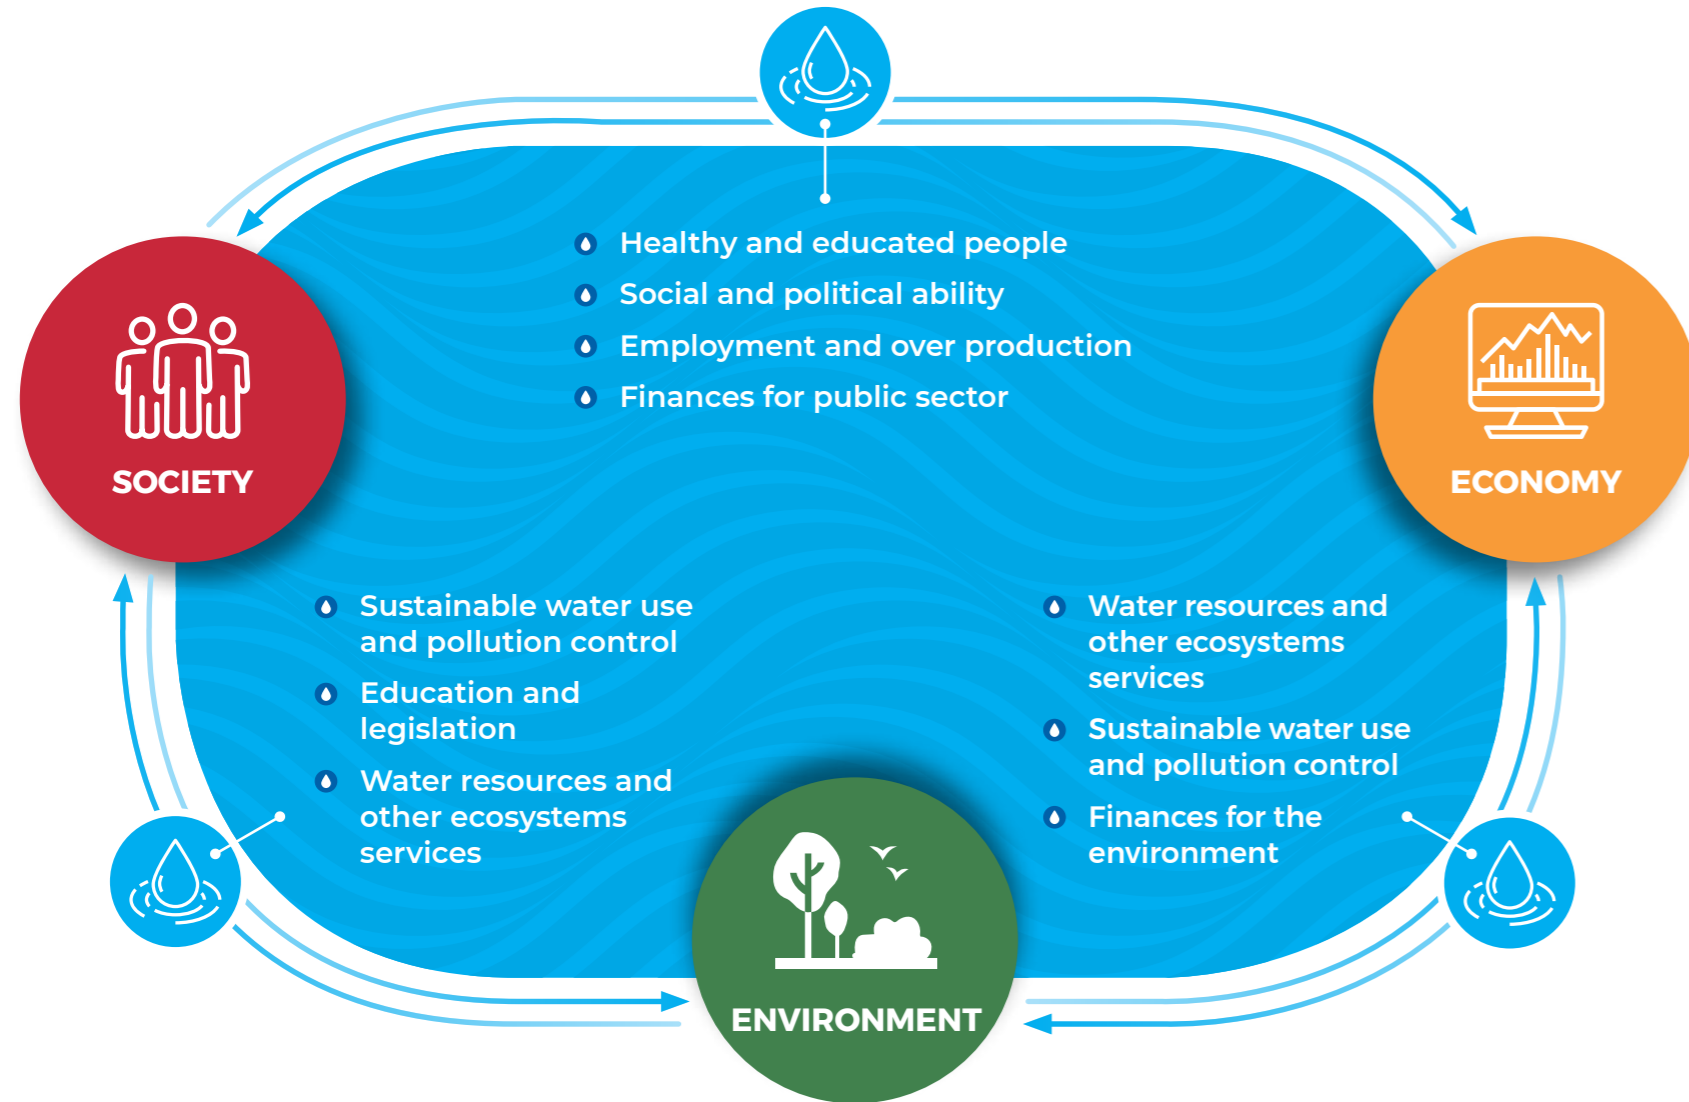 Healthy and educated people
Social and political ability
Employment and over production
Finances for public sector
SOCIETY
ECONOMY
Sustainable water use
and pollution control
Education and
legislation
Water resources and
other ecosystems
services
Water resources and
other ecosystems
services
Sustainable water use
and pollution control
Finances for the
environment
ENVIRONMENT